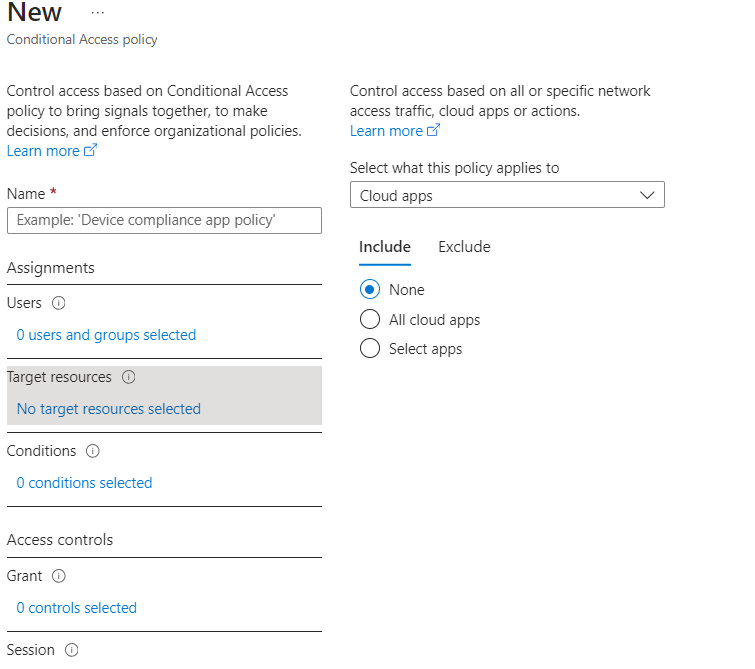 New ...
Conditional Access policy
Control access based on Conditional Access
policy to bring signals together, to make
decisions, and enforce organizational policies.
Learn more
Name *
Example: 'Device compliance app policy'
Assignments
Users
0 users and groups selected
Target resources
No target resources selected
Conditions
0 conditions selected
Access controls
Grant
0 controls selected
Session
Control access based on all or specific network
access traffic, cloud apps or actions.
Learn more
Select what this policy applies to
Cloud apps
Include Exclude
None
All cloud apps
Select apps